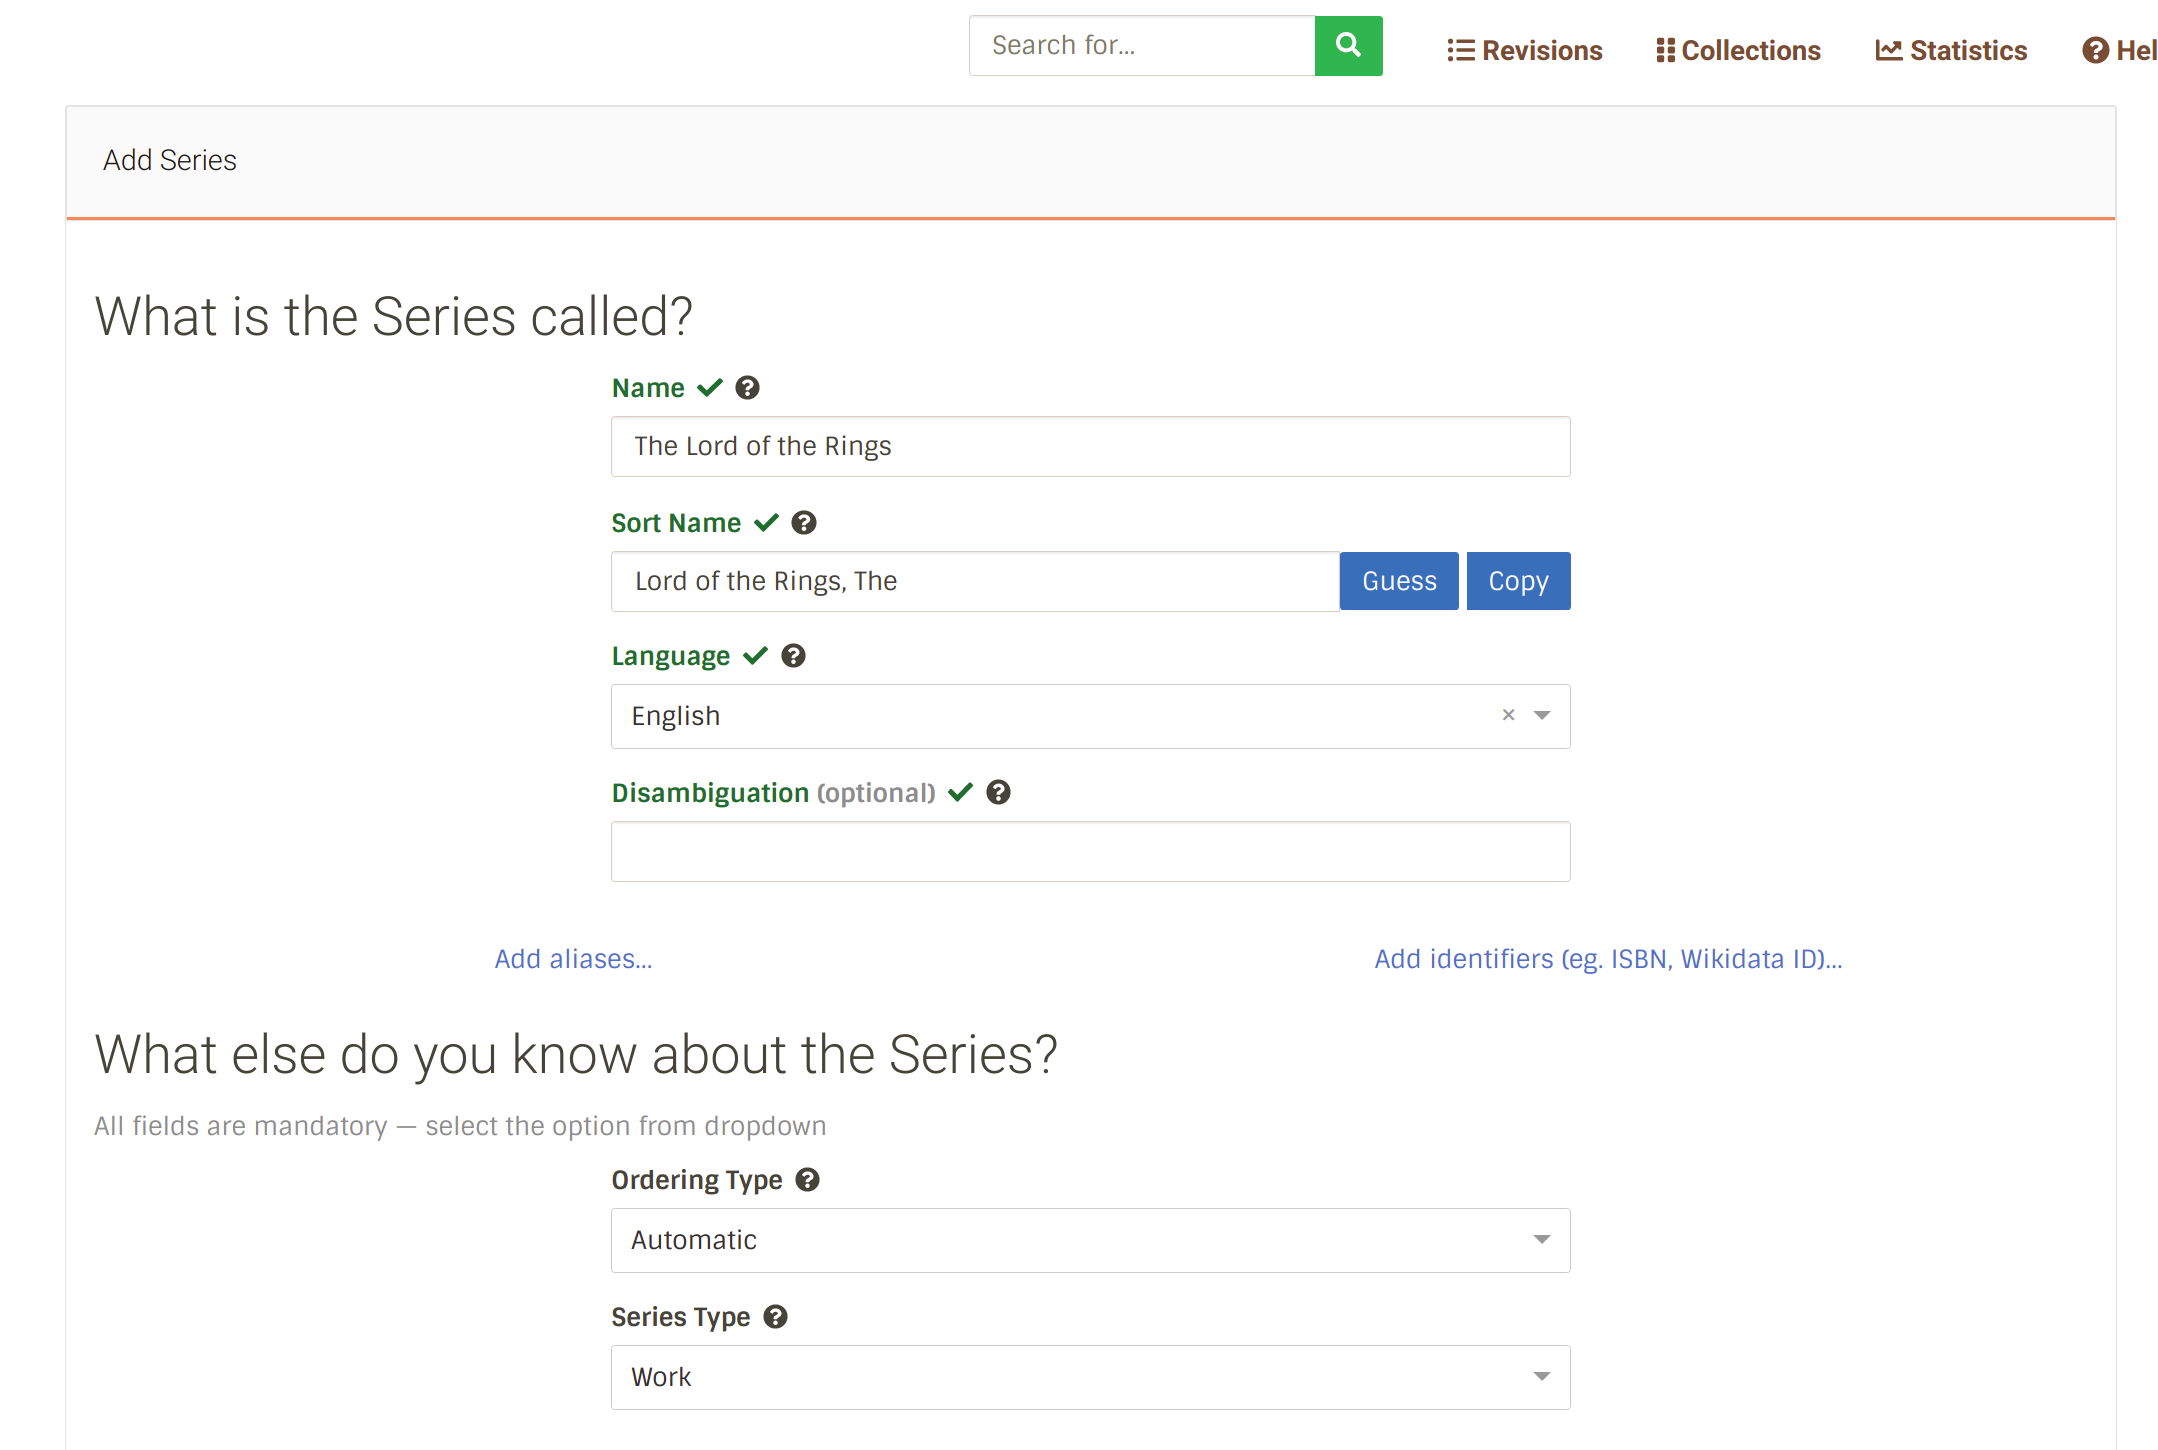 Search for...
Revisions
Collections
Statistics
Hel
Add Series
What is the Series called?
Name
The Lord of the Rings
Sort Name
Lord of the Rings, The
Guess
Copy
Language
English
Disambiguation (optional)
Add aliases...
Add identifiers (eg. ISBN, Wikidata ID)...
What else do you know about the Series?
All fields are mandatory — select the option from dropdown
Ordering Type
Automatic
Series Type
Work